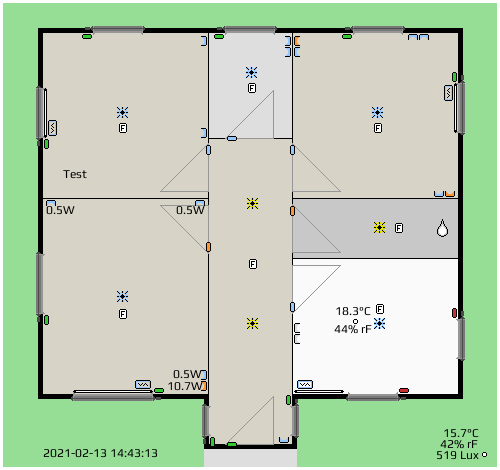 F
F
F
Test
0.5W
0.5W
F
F
F
18.3°C
F
44% rF
0.5W
10.7W
2021-02-13 14:43:13
15.7°C
42% rF
519 Lux